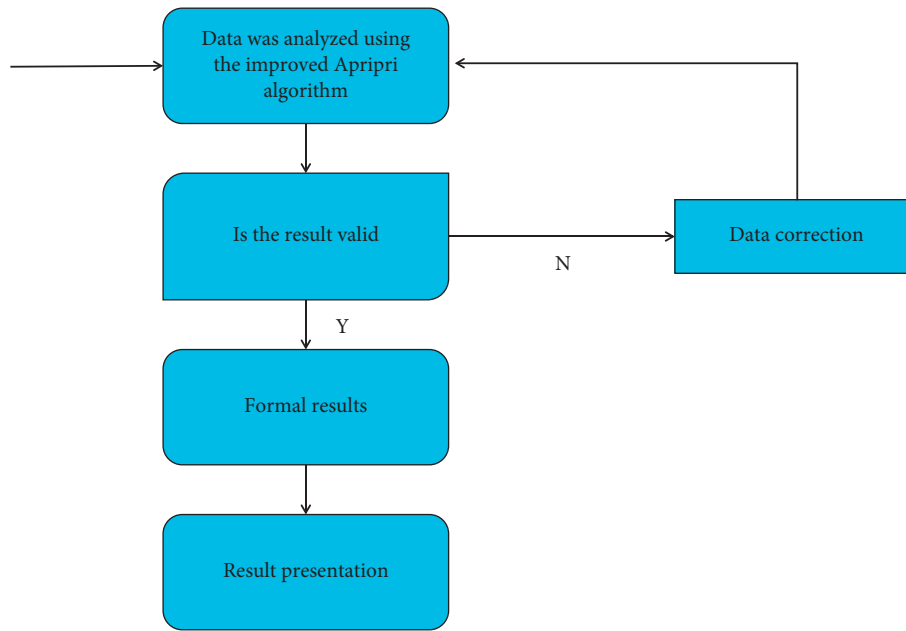 Data was analyzed using
the improved Apripri
algorithm
Is the result valid
N
Data correction
Y
Formal results
Result presentation